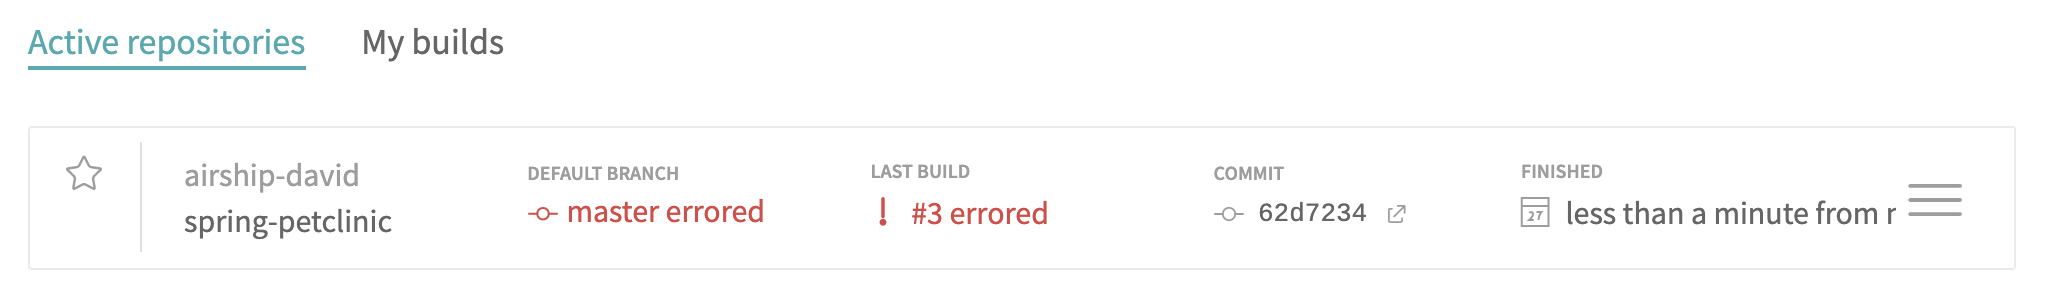 Active repositories My builds
airship-david
spring-petclinic
DEFAULT BRANCH
master errored
LAST BUILD
! #3 errored
COMMIT
62d7234
FINISHED
27 less than a minute from